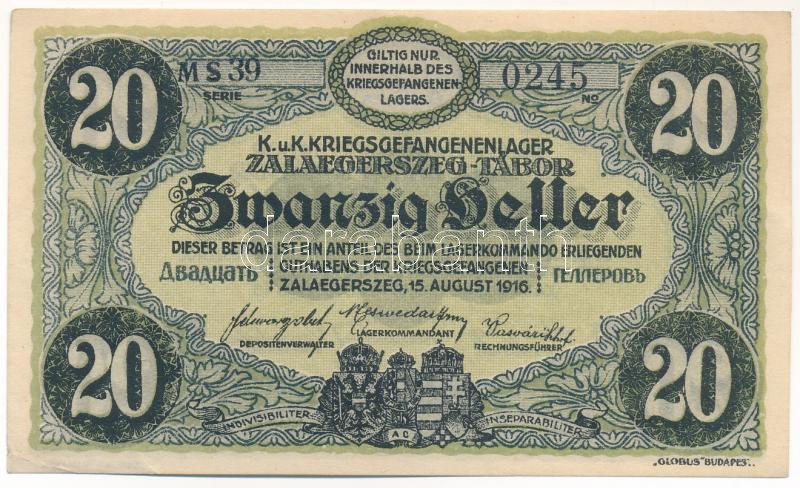 20
MS 39
SERIE
GILTIG NUR
INNERHALB DES
KRIEGSGEFANGENEN-
LAGERS.
0245
No
20
K.u.K. KRIEGSGEFANGENENLAGER
ZALAEGERSZEG-TÁBOR
Zwanzig Heller
DIESER BETRAG IST EIN ANTEIL DES BEIM LAGERKOMMANDO ERLIEGENDEN
Двадцать GUTHABENS DER KRIEGSGEFANGENEN Геллеровъ
ZALAEGERSZEG, 15. AUGUST 1916.
DEPOSITENVERWALTER
LAGERKOMMANDANT
RECHNUNGSFÜHRER
20
INDIVISIBILITER
AC
INSEPARABILITER
20
„GLOBUS" BUDAPEST.